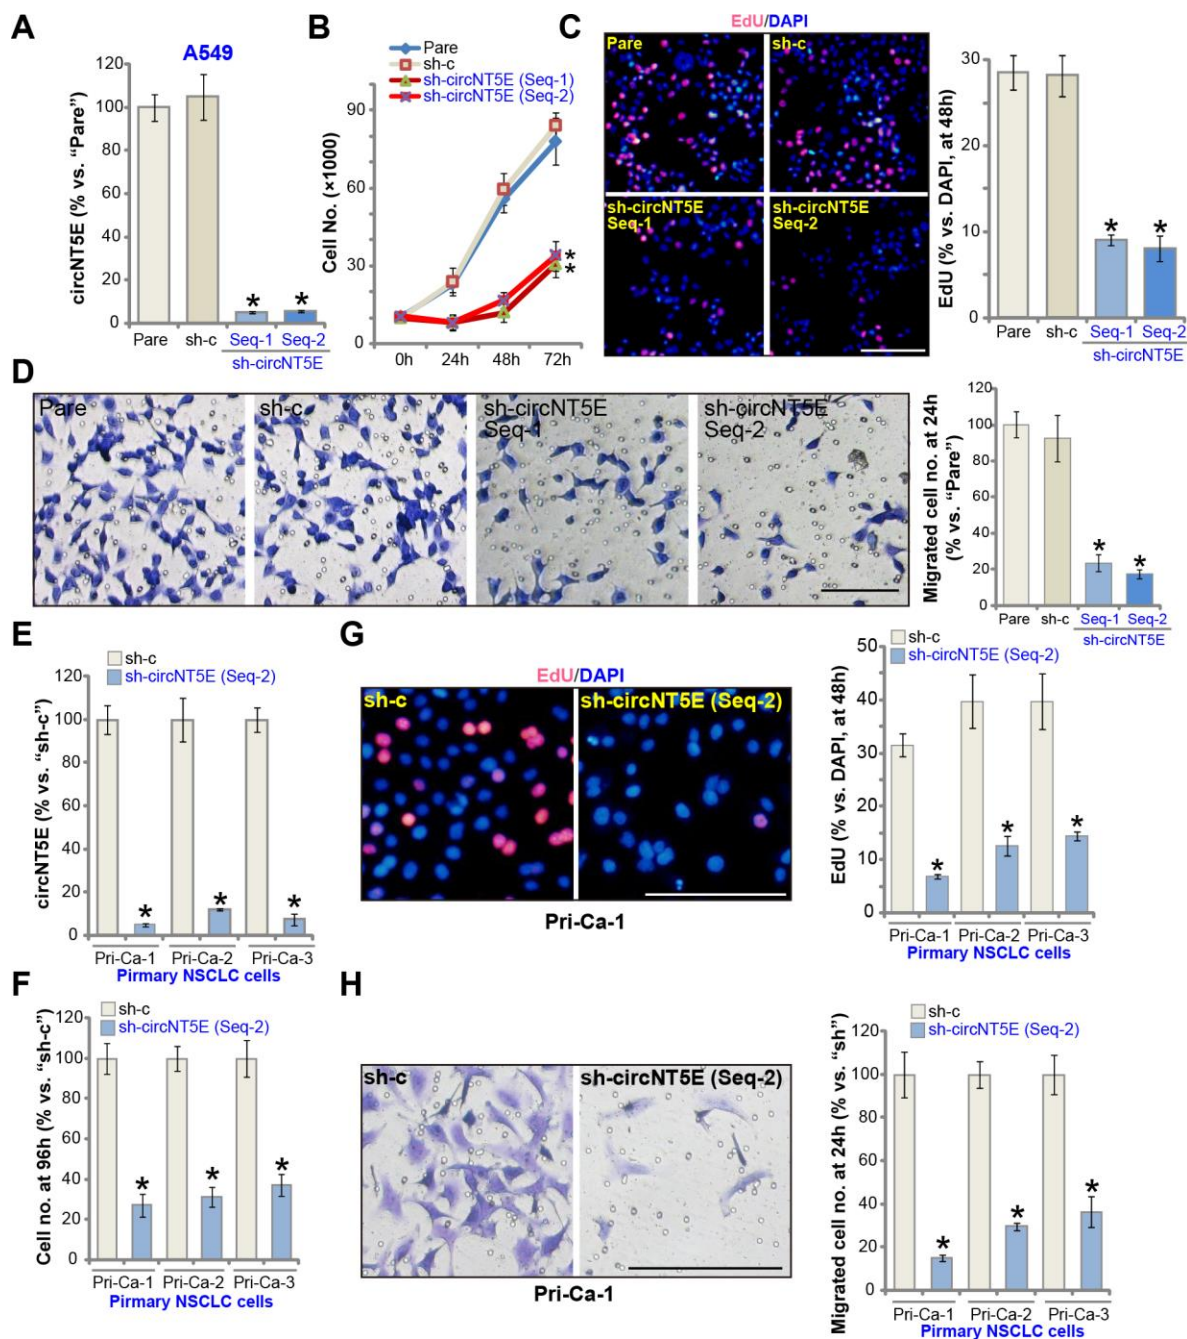 A
A549
circNT5E (% vs. “Pare”)
120
100
80
60
40
20
0
Pare
sh-c
Seq-1
Seq-2
sh-circNT5E
B
Pare
sh-c
sh-circNT5E (Seq-1)
sh-circNT5E (Seq-2)
Cell No. (×1000)
90
60
30
0
0h
24h
48h
72h
*
*
C
EdU/DAPI
Pare
sh-c
sh-circNT5E
Seq-1
sh-circNT5E
Seq-2
EdU (% vs. DAPI, at 48h)
30
20
10
0
*
*
Pare
sh-c
Seq-1
Seq-2
sh-circNT5E
D
Pare
sh-c
sh-circNT5E
Seq-1
sh-circNT5E
Seq-2
Migrated cell no. at 24h
(% vs. “Pare”)
120
100
80
60
40
20
0
*
*
Pare
sh-c
Seq-1
Seq-2
sh-circNT5E
E
sh-c
sh-circNT5E (Seq-2)
circNT5E (% vs. “sh-c”)
120
100
80
60
40
20
0
*
*
*
Pri-Ca-1
Pri-Ca-2
Pri-Ca-3
Pirmary NSCLC cells
G
EdU/DAPI
sh-c
sh-circNT5E (Seq-2)
Pri-Ca-1
sh-c
sh-circNT5E (Seq-2)
EdU (% vs. DAPI, at 48h)
50
40
30
20
10
0
*
*
*
Pri-Ca-1
Pri-Ca-2
Pri-Ca-3
Pirmary NSCLC cells
F
sh-c
sh-circNT5E (Seq-2)
Cell no. at 96h (% vs. “sh-c”)
120
100
80
60
40
20
0
*
*
*
Pri-Ca-1
Pri-Ca-2
Pri-Ca-3
Pirmary NSCLC cells
H
sh-c
sh-circNT5E (Seq-2)
Pri-Ca-1
sh-c
sh-circNT5E (Seq-2)
Migrated cell no. at 24h (% vs. “sh”)
120
100
80
60
40
20
0
*
*
*
Pri-Ca-1
Pri-Ca-2
Pri-Ca-3
Pirmary NSCLC cells